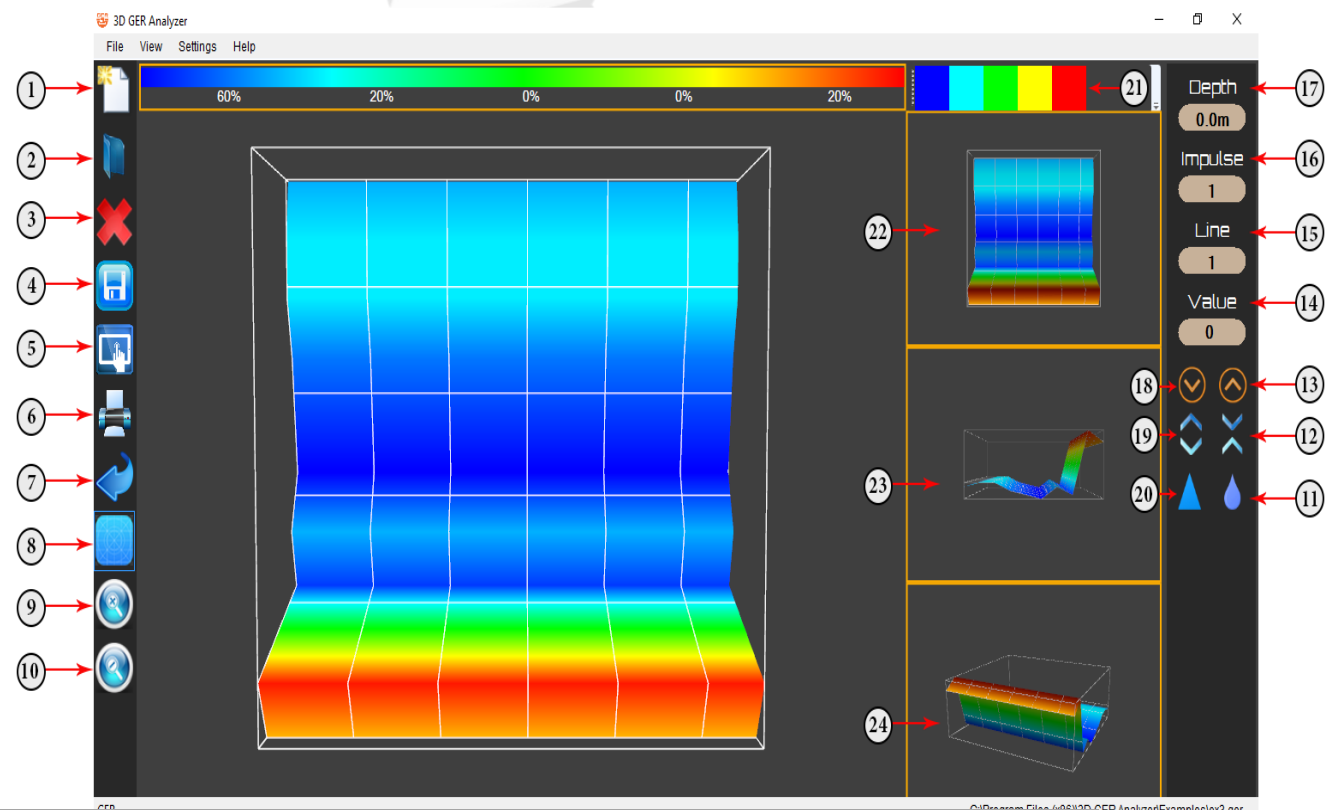 3D GER Analyzer
File View Settings Help
60% 20% 0% 0% 20%
1
2
3
4
5
6
7
8
9
10
21
22
23
24
Depth 17
0.0m
Impulse 16
1
Line 15
1
Value 14
0
18 13
19 12
20 11
GER
C:\Program Files (x86)\3D GER Analyzer\Examples\ex3.ger